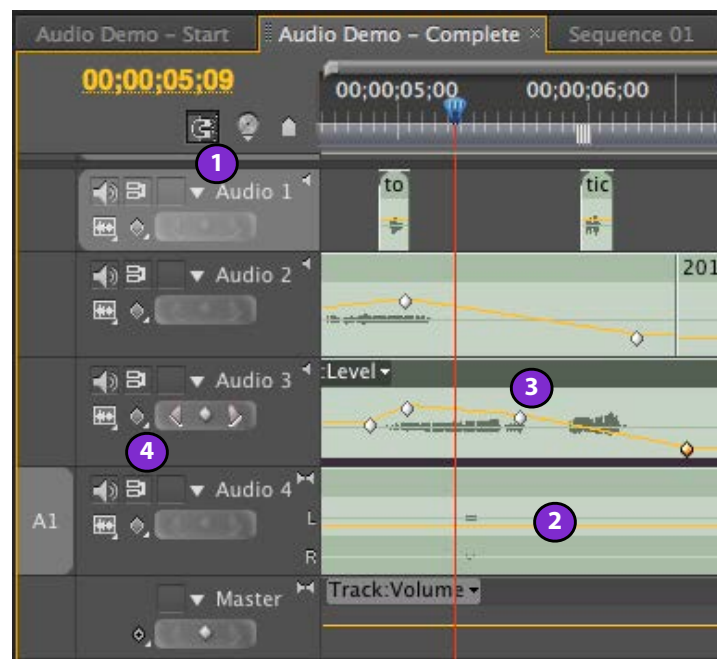 Audio Demo – Start
Audio Demo – Complete ×
Sequence 01
00;00;05;09
00;00;05;00
00;00;06;00
1
Audio 1
to
tic
Audio 2
201
Audio 3
:Level
3
4
A1
Audio 4
L
R
2
Master
Track:Volume